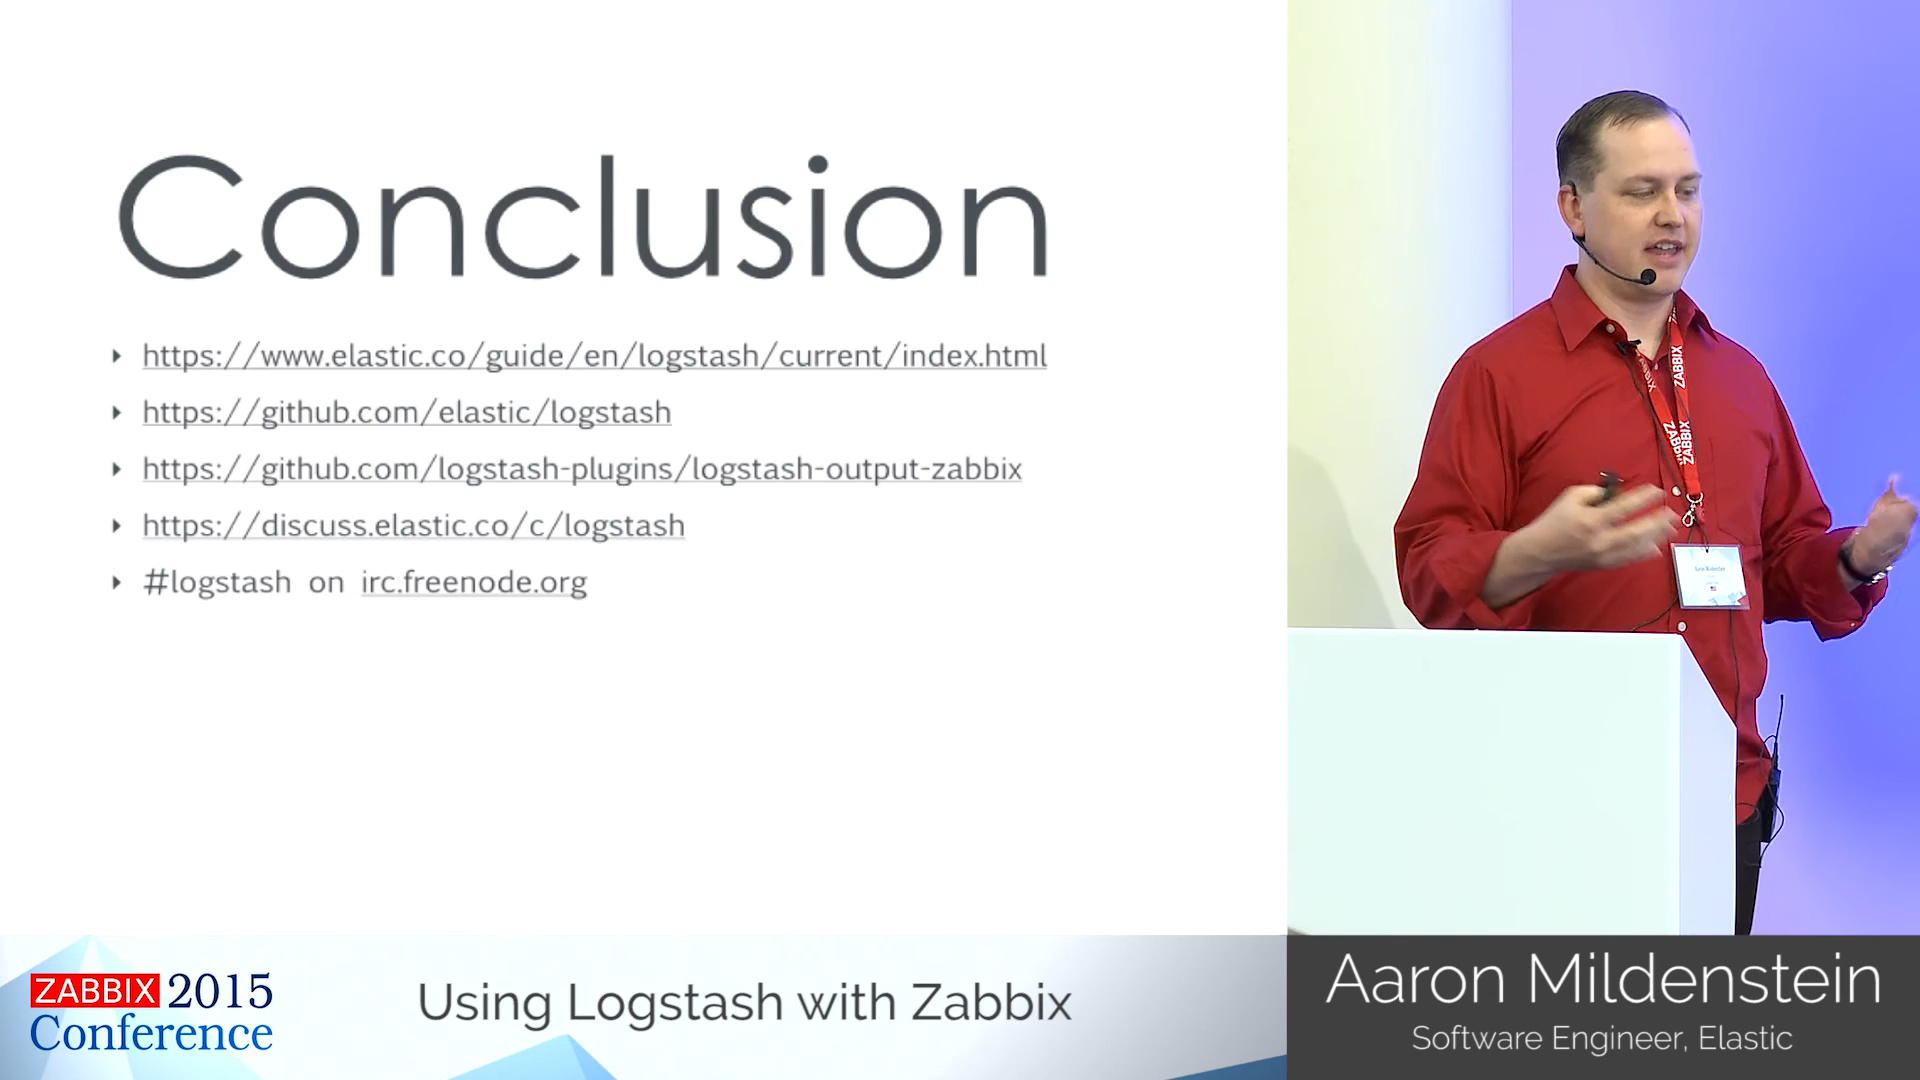 Conclusion
https://www.elastic.co/guide/en/logstash/current/index.html
https://github.com/elastic/logstash
https://github.com/logstash-plugins/logstash-output-zabbix
https://discuss.elastic.co/c/logstash
#logstash on irc.freenode.org
ZABBIX
ZABBIX
ZABBIX
ZABBIX
ZABBIX 2015
Conference
Using Logstash with Zabbix
Aaron Mildenstein
Software Engineer, Elastic